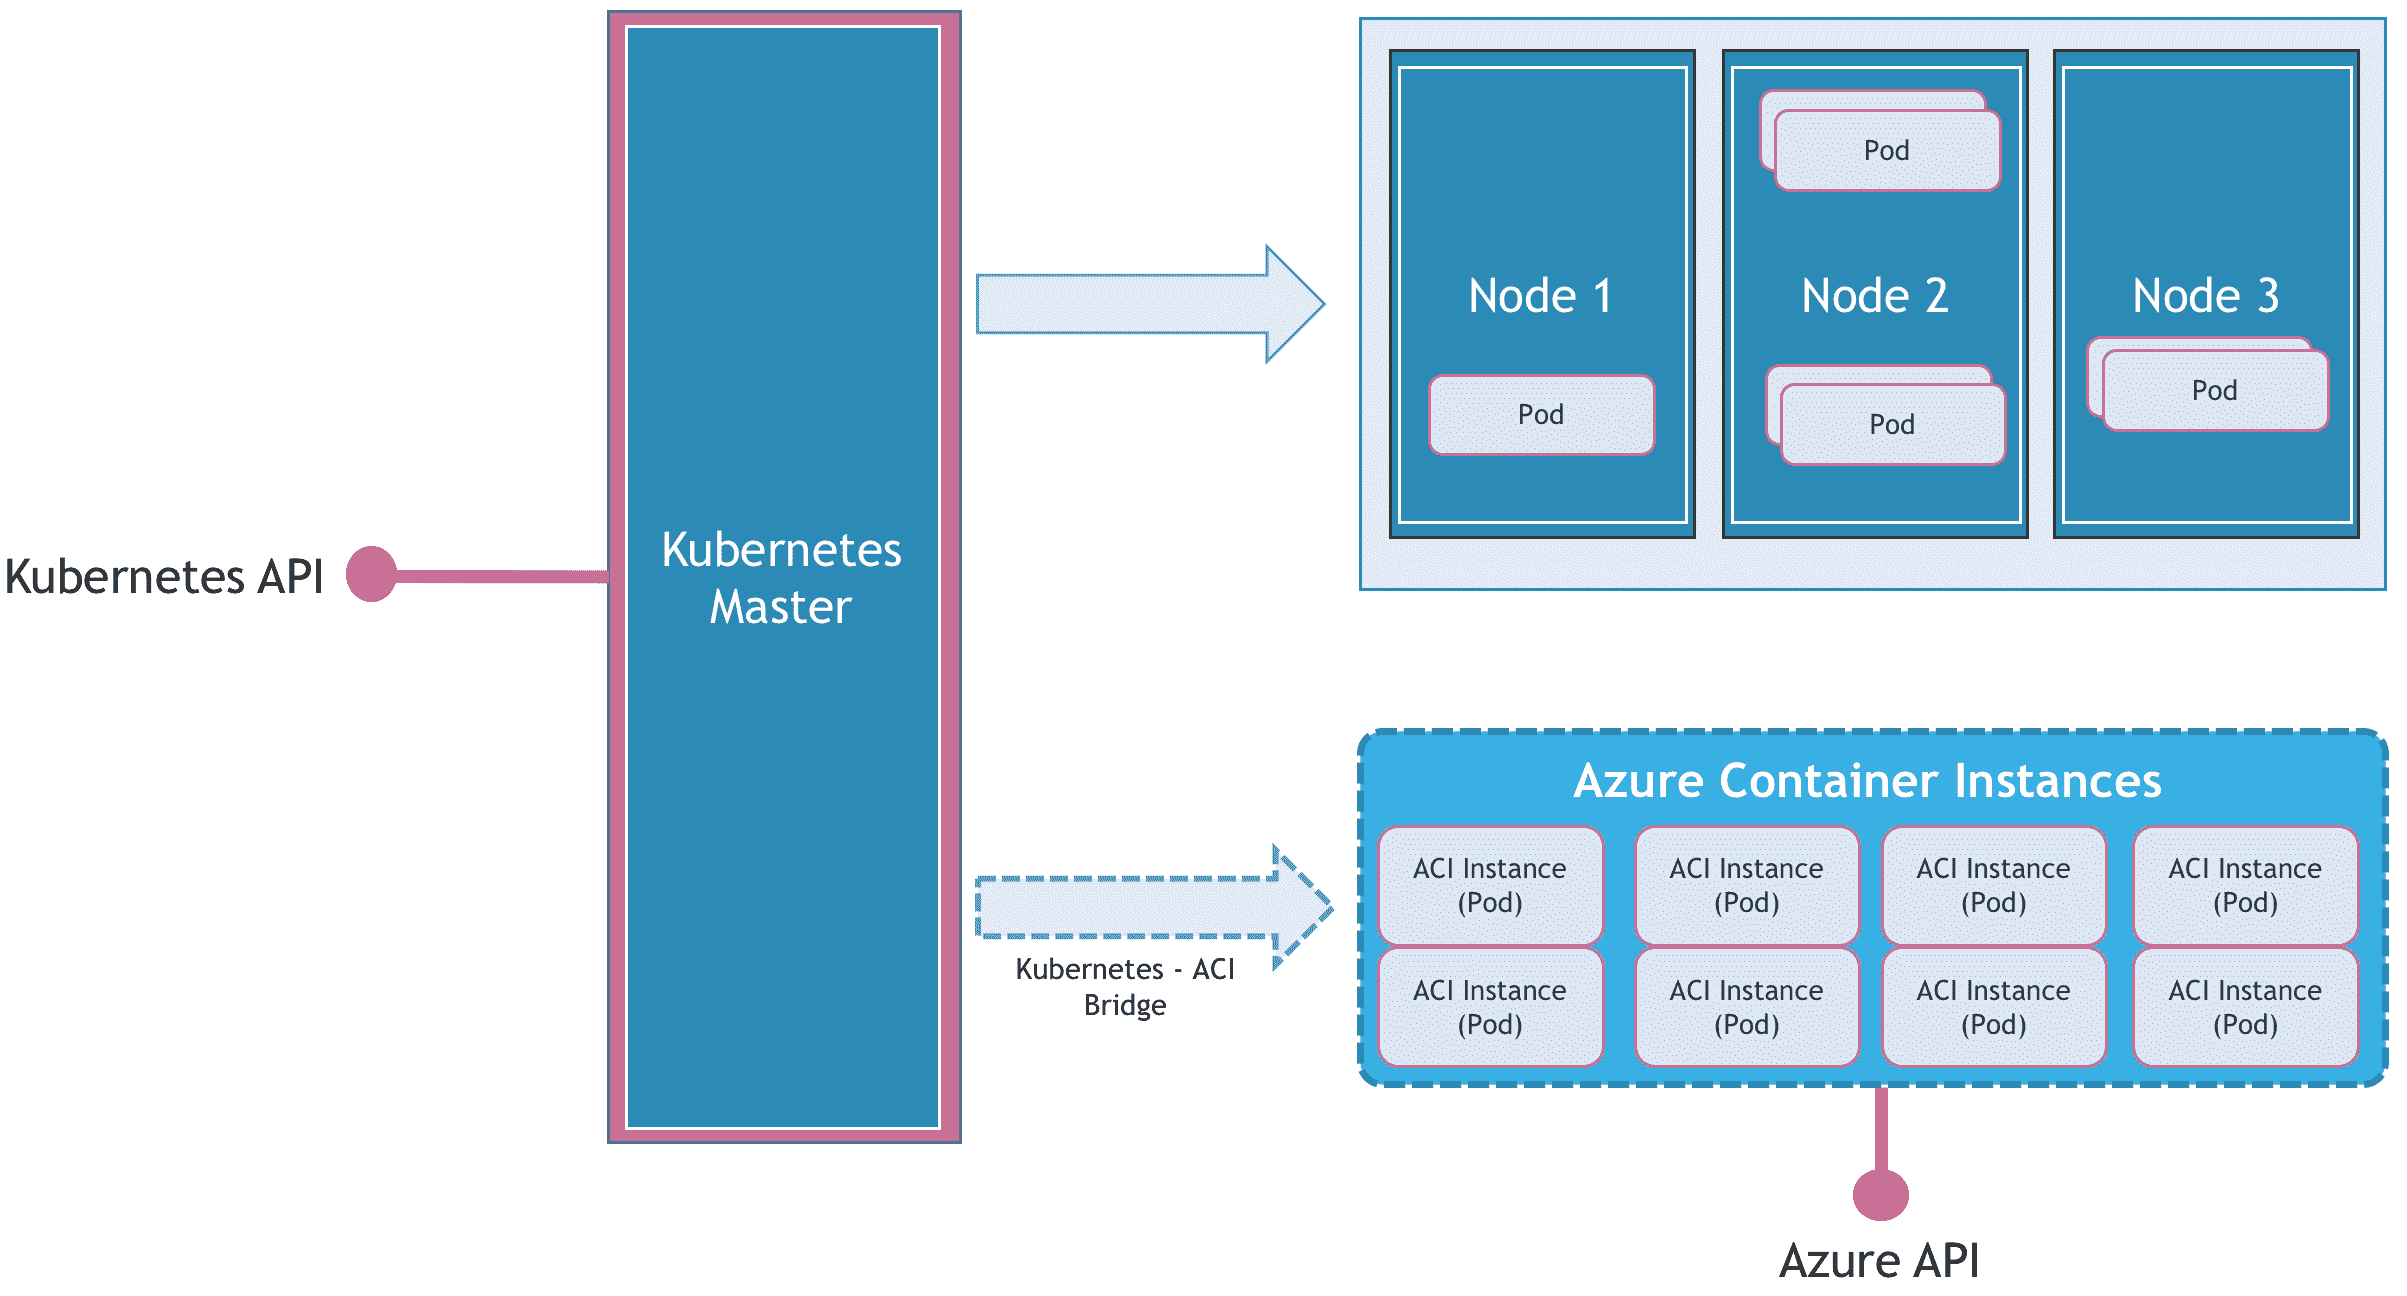 Kubernetes API
Kubernetes
Master
Node 1
Pod
Pod
Node 2
Pod
Node 3
Pod
Kubernetes - ACI
Bridge
Azure Container Instances
ACI Instance
(Pod)
ACI Instance
(Pod)
ACI Instance
(Pod)
ACI Instance
(Pod)
ACI Instance
(Pod)
ACI Instance
(Pod)
ACI Instance
(Pod)
ACI Instance
(Pod)
Azure API